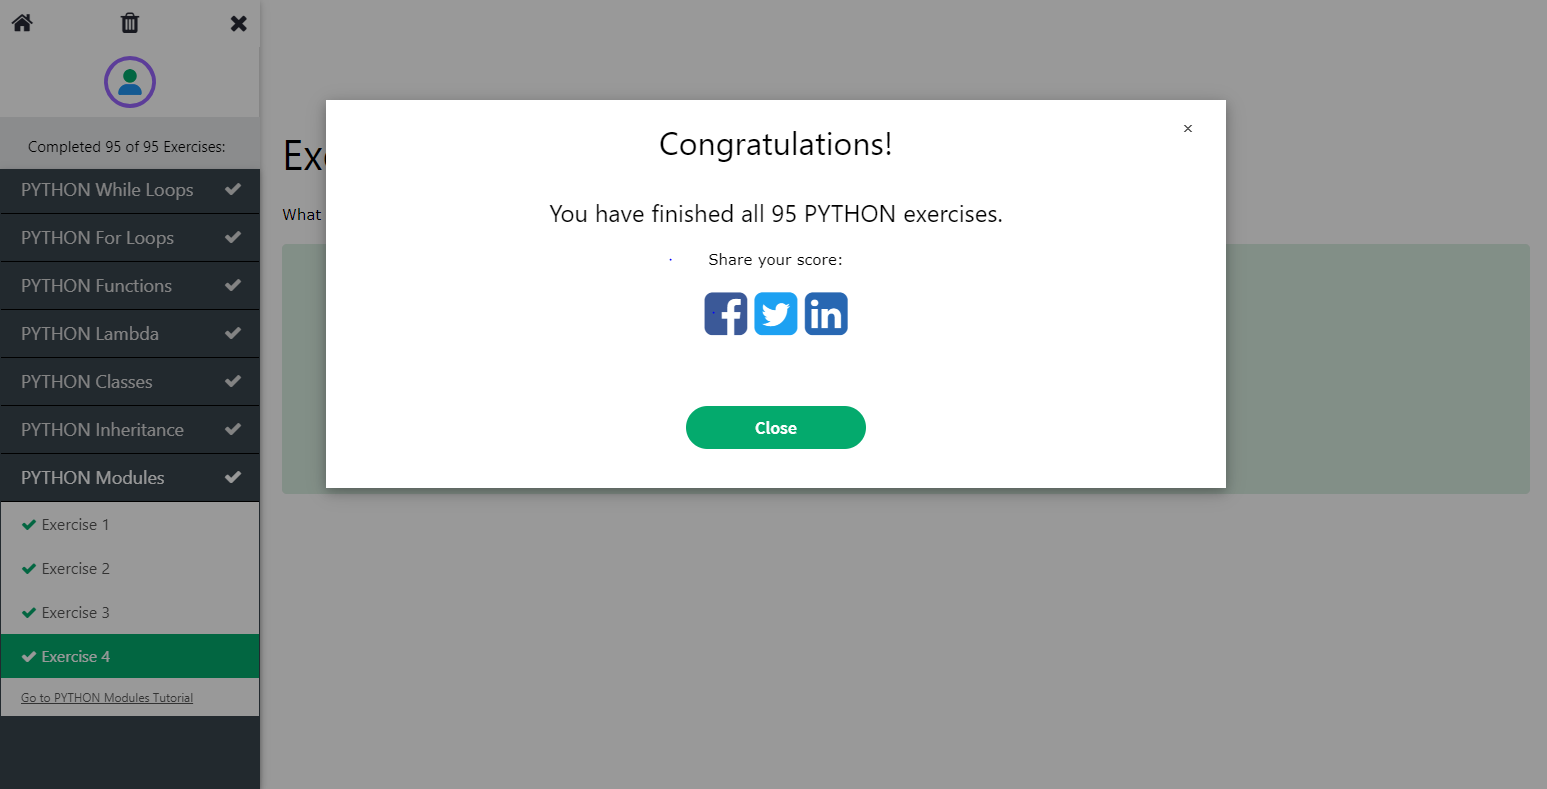 Completed 95 of 95 Exercises:
PYTHON While Loops
PYTHON For Loops
PYTHON Functions
PYTHON Lambda
PYTHON Classes
PYTHON Inheritance
PYTHON Modules
Exercise 1
Exercise 2
Exercise 3
Exercise 4
Go to PYTHON Modules Tutorial
What
×
Congratulations!
You have finished all 95 PYTHON exercises.
Share your score:
Close